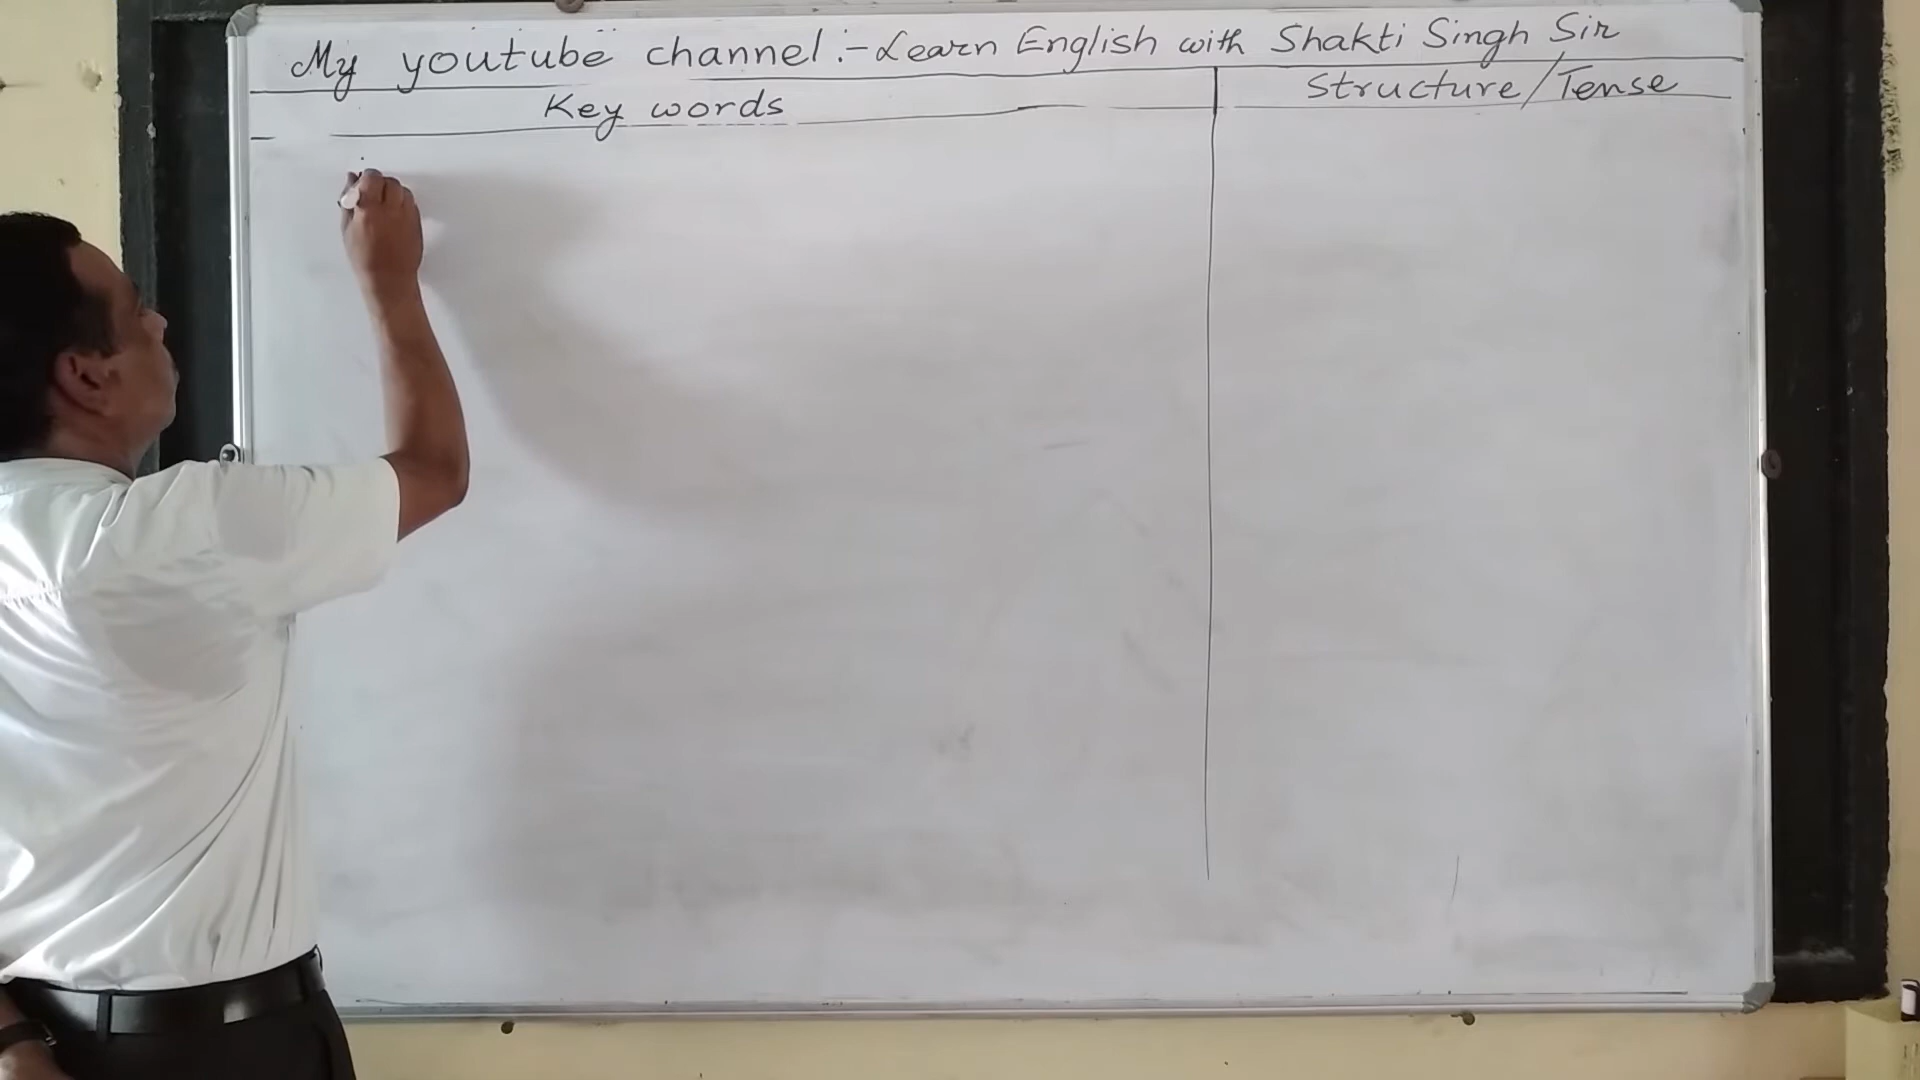 My youtube channel :- Learn English with Shakti Singh Sir
Key words
Structure/Tense